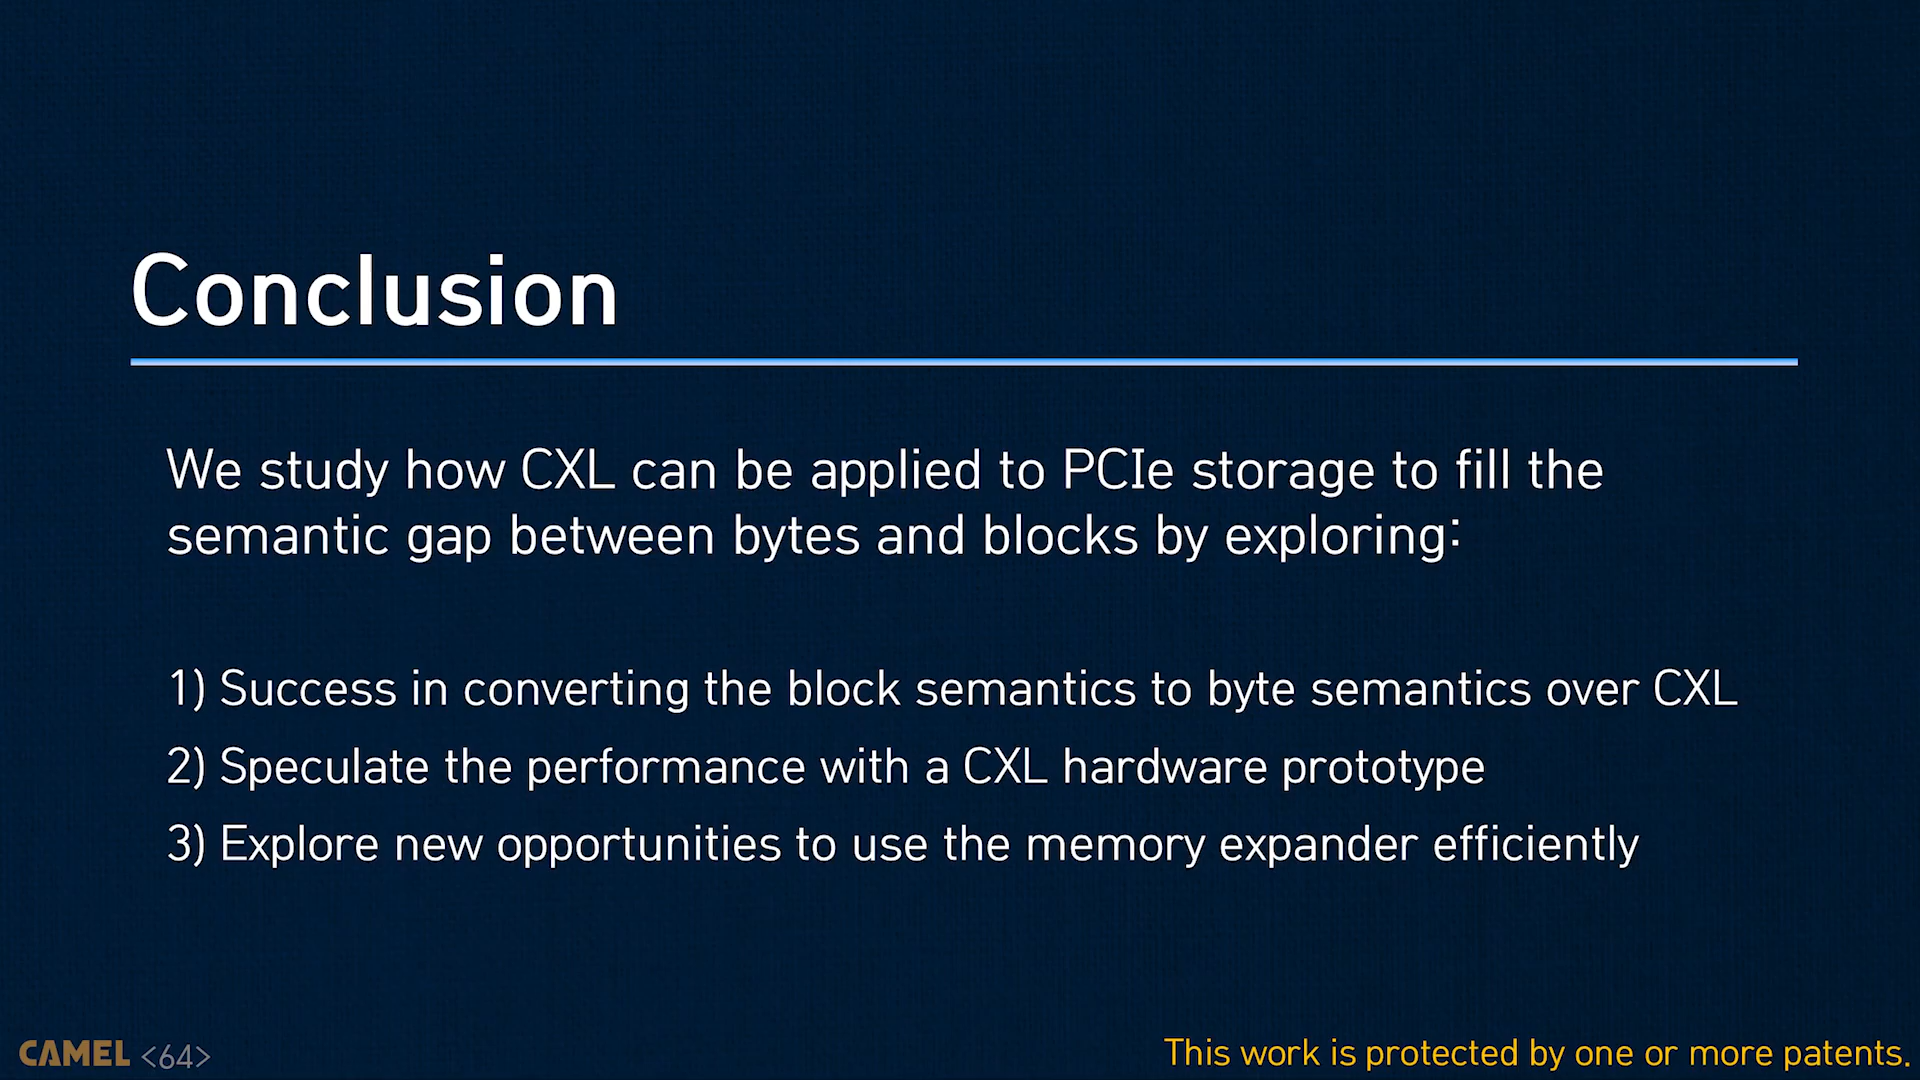 Conclusion
We study how CXL can be applied to PCIe storage to fill the
semantic gap between bytes and blocks by exploring:
1) Success in converting the block semantics to byte semantics over CXL
2) Speculate the performance with a CXL hardware prototype
3) Explore new opportunities to use the memory expander efficiently
CAMEL <64>
This work is protected by one or more patents.